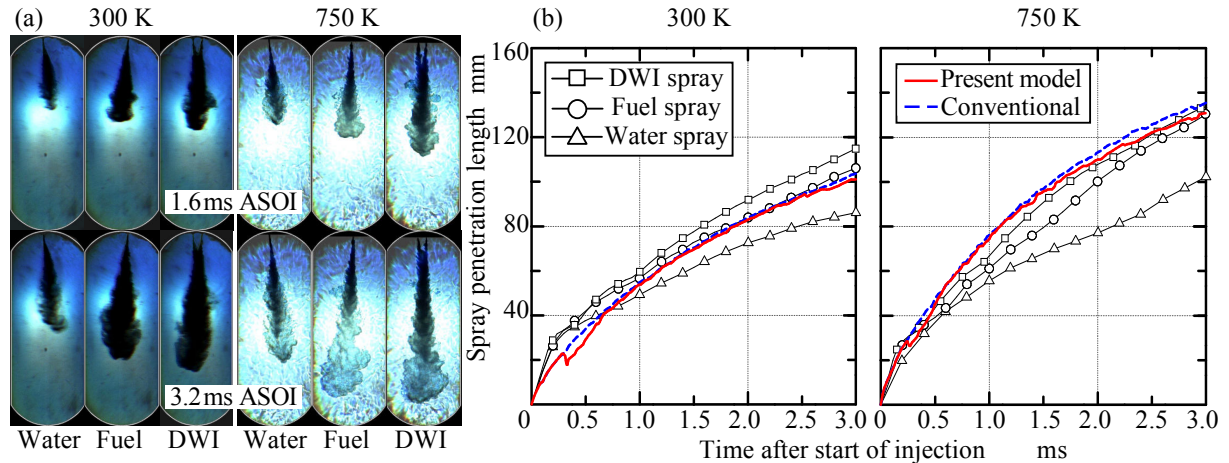 (a)
300 K
750 K
1.6 ms ASOI
3.2 ms ASOI
Water Fuel DWI Water Fuel DWI
(b)
300 K
750 K
Spray penetration length mm
160
120
80
40
0
DWI spray
Fuel spray
Water spray
Present model
Conventional
0.5 1.0 1.5 2.0 2.5 3.0
0 0.5 1.0 1.5 2.0 2.5 3.0
Time after start of injection ms